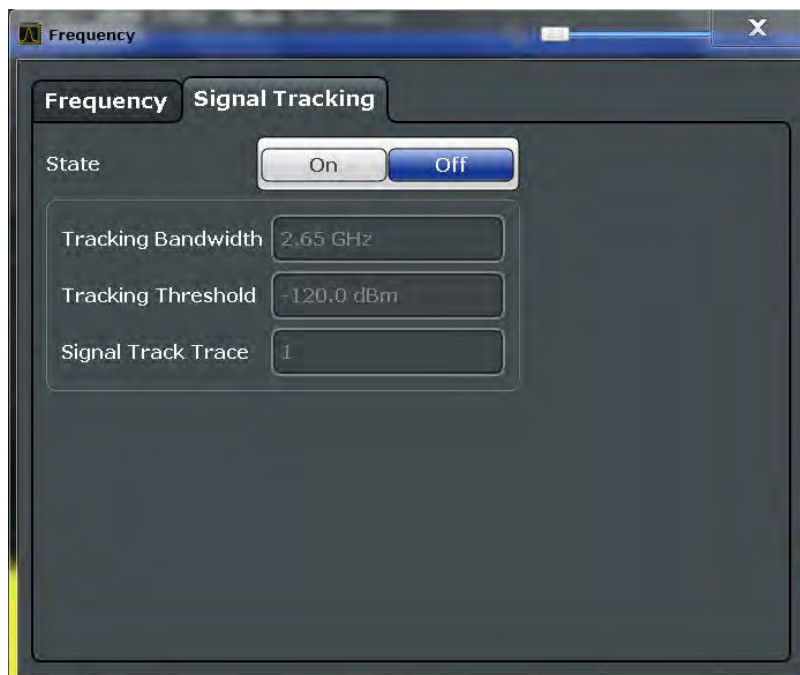 Frequency
X
Frequency Signal Tracking
State On Off
Tracking Bandwidth 2.65 GHz
Tracking Threshold -120.0 dBm
Signal Track Trace 1